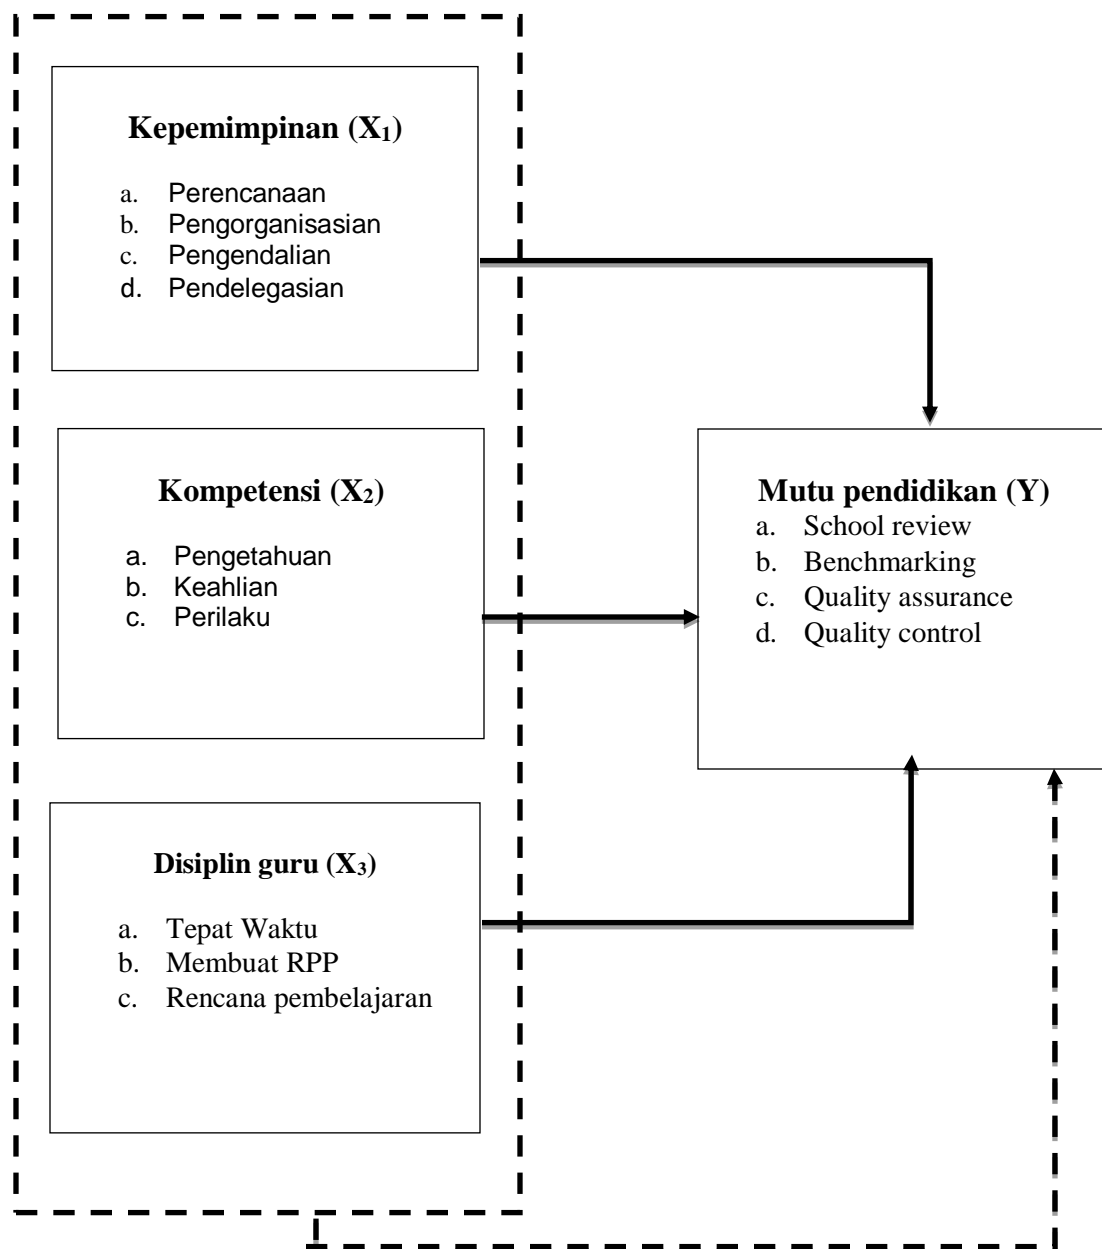 Kepemimpinan (X₁)
a. Perencanaan
b. Pengorganisasian
c. Pengendalian
d. Pendelegasian
Kompetensi (X₂)
a. Pengetahuan
b. Keahlian
c. Perilaku
Mutu pendidikan (Y)
a. School review
b. Benchmarking
c. Quality assurance
d. Quality control
Disiplin guru (X₃)
a. Tepat Waktu
b. Membuat RPP
c. Rencana pembelajaran